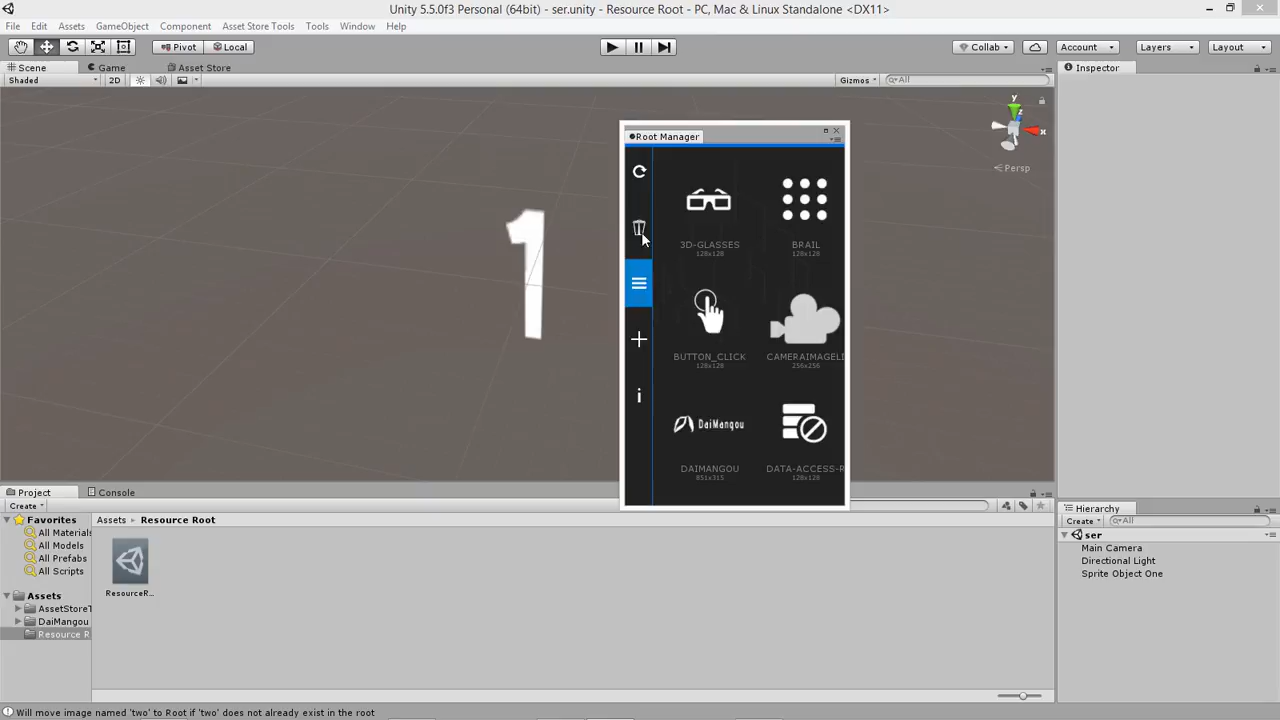 Unity 5.5.0f3 Personal (64bit) - ser.unity - Resource Root - PC, Mac & Linux Standalone <DX11>
File Edit Assets GameObject Component Asset Store Tools Tools Window Help
Pivot Local Collab Account Layers Layout
Scene Game Asset Store Inspector
Shaded 2D Gizmos All
y
x
Persp
Root Manager
3D-GLASSES BRAIL
128x128 128x128
1
BUTTON_CLICK CAMERAIMAGEL
128x128 256x256
i
DaiMangou
DAIMANGOU DATA-ACCESS-R
851x315 128x128
Project Console
Create
Favorites
All Materials
All Models
All Prefabs
All Scripts
Assets
AssetStoreT
DaiMangou
Resource R
Assets Resource Root
ResourceR...
Hierarchy
Create All
ser
Main Camera
Directional Light
Sprite Object One
Will move image named 'two' to Root if 'two' does not already exist in the root